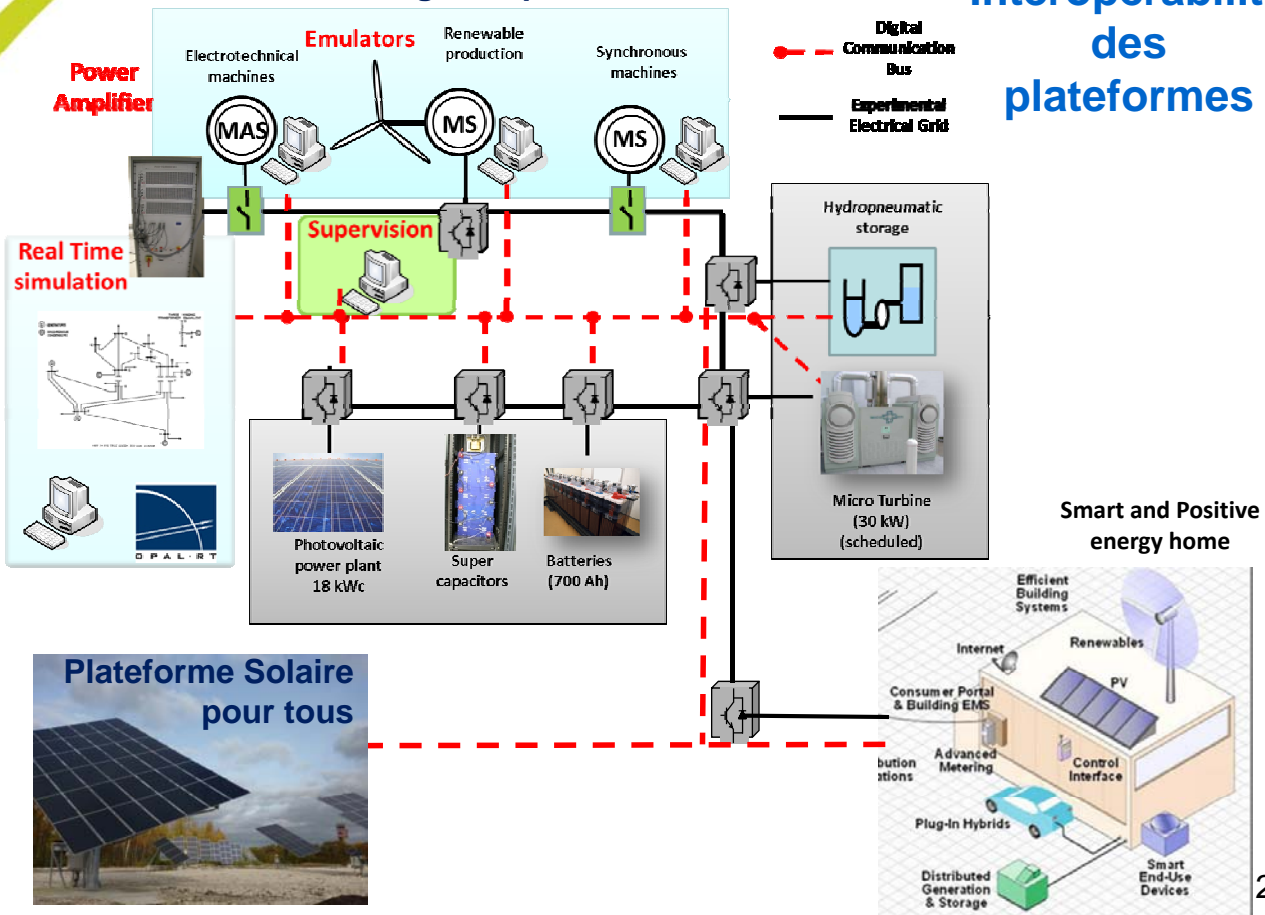 des
plateformes
Emulators
Electrotechnical
machines
Renewable
production
Synchronous
machines
Digital
Communication
Bus
Experimental
Electrical Grid
Power
Amplifier
MAS
MS
MS
Supervision
Real Time
simulation
OPAL-RT
Hydropneumatic
storage
Micro Turbine
(30 kW)
(scheduled)
Photovoltaic
power plant
18 kWc
Super
capacitors
Batteries
(700 Ah)
Smart and Positive
energy home
Efficient
Building
Systems
Internet
Renewables
PV
Consumer Portal
& Building EMS
Advanced
Metering
Control
Interface
Plug-In Hybrids
Distributed
Generation
& Storage
Smart
End-Use
Devices
Plateforme Solaire
pour tous
2